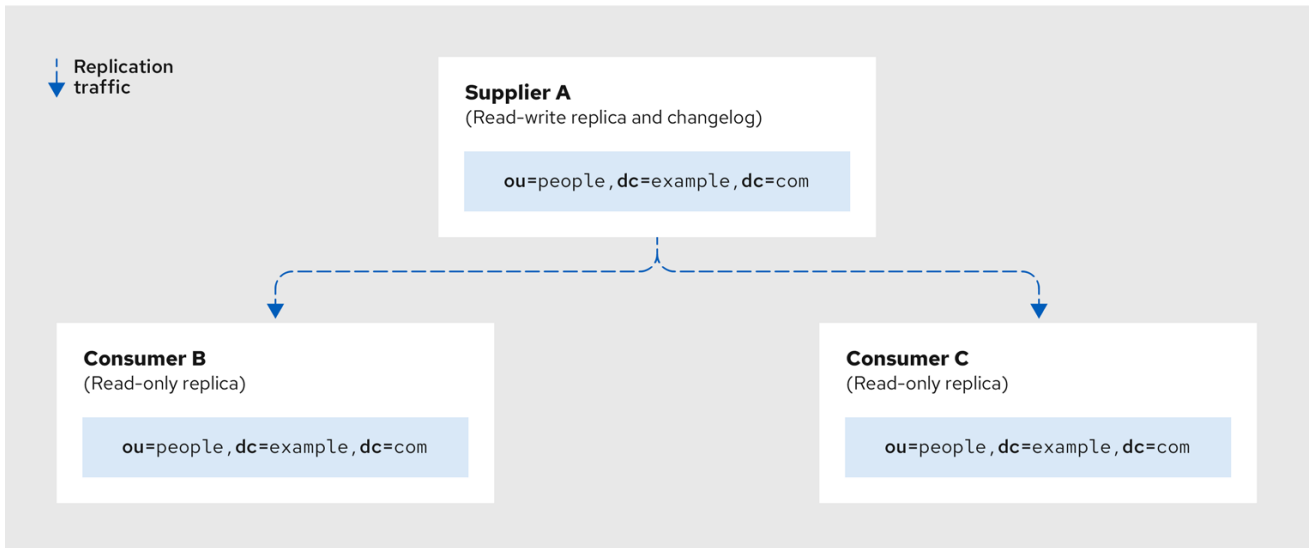 Replication
traffic
Supplier A
(Read-write replica and changelog)
ou=people,dc=example,dc=com
Consumer B
(Read-only replica)
ou=people,dc=example,dc=com
Consumer C
(Read-only replica)
ou=people,dc=example,dc=com